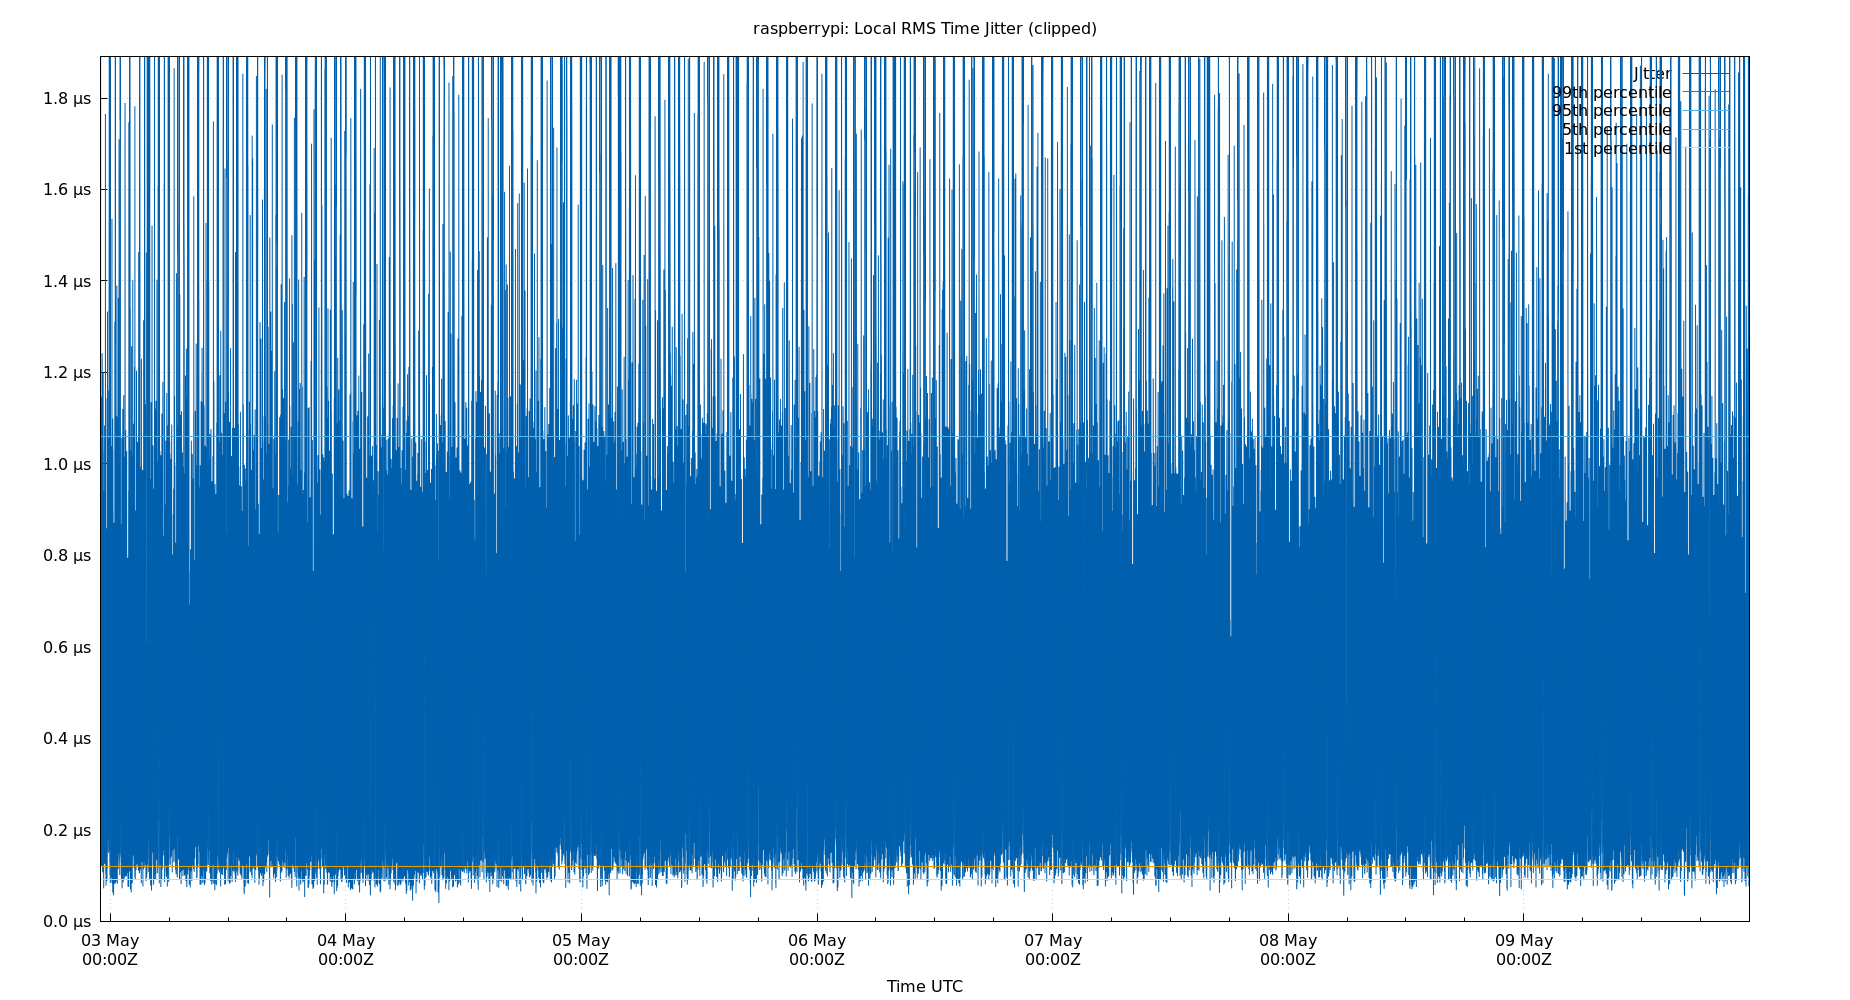 raspberrypi: Local RMS Time Jitter (clipped)
Jitter
99th percentile
95th percentile
5th percentile
1st percentile
1.8 μs
1.6 μs
1.4 μs
1.2 μs
1.0 μs
0.8 μs
0.6 μs
0.4 μs
0.2 μs
0.0 μs
03 May 04 May 05 May 06 May 07 May 08 May 09 May
00:00Z 00:00Z 00:00Z 00:00Z 00:00Z 00:00Z 00:00Z
Time UTC